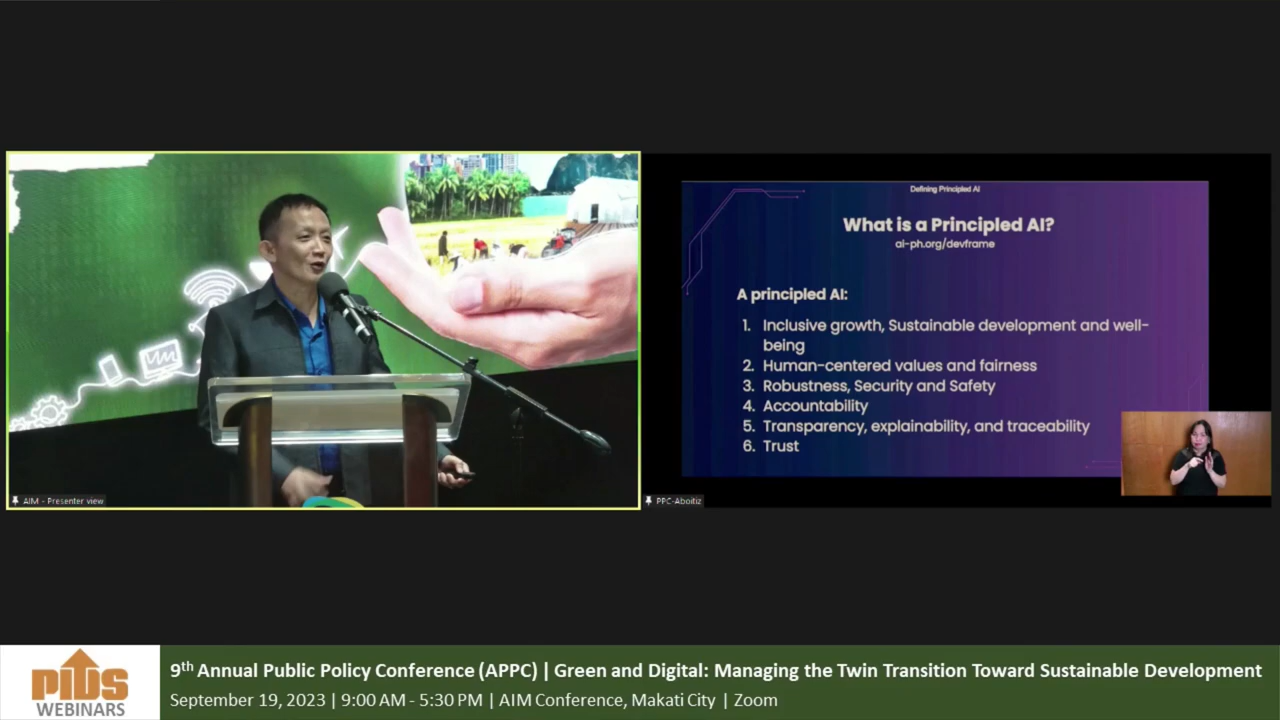 Defining Principled AI
What is a Principled AI?
ai-ph.org/devframe
A principled AI:
1. Inclusive growth, Sustainable development and well-
being
2. Human-centered values and fairness
3. Robustness, Security and Safety
4. Accountability
5. Transparency, explainability, and traceability
6. Trust
AIM - Presenter view
PPC-Aboitiz
PIDS
WEBINARS
9th Annual Public Policy Conference (APPC) | Green and Digital: Managing the Twin Transition Toward Sustainable Development
September 19, 2023 | 9:00 AM - 5:30 PM | AIM Conference, Makati City | Zoom